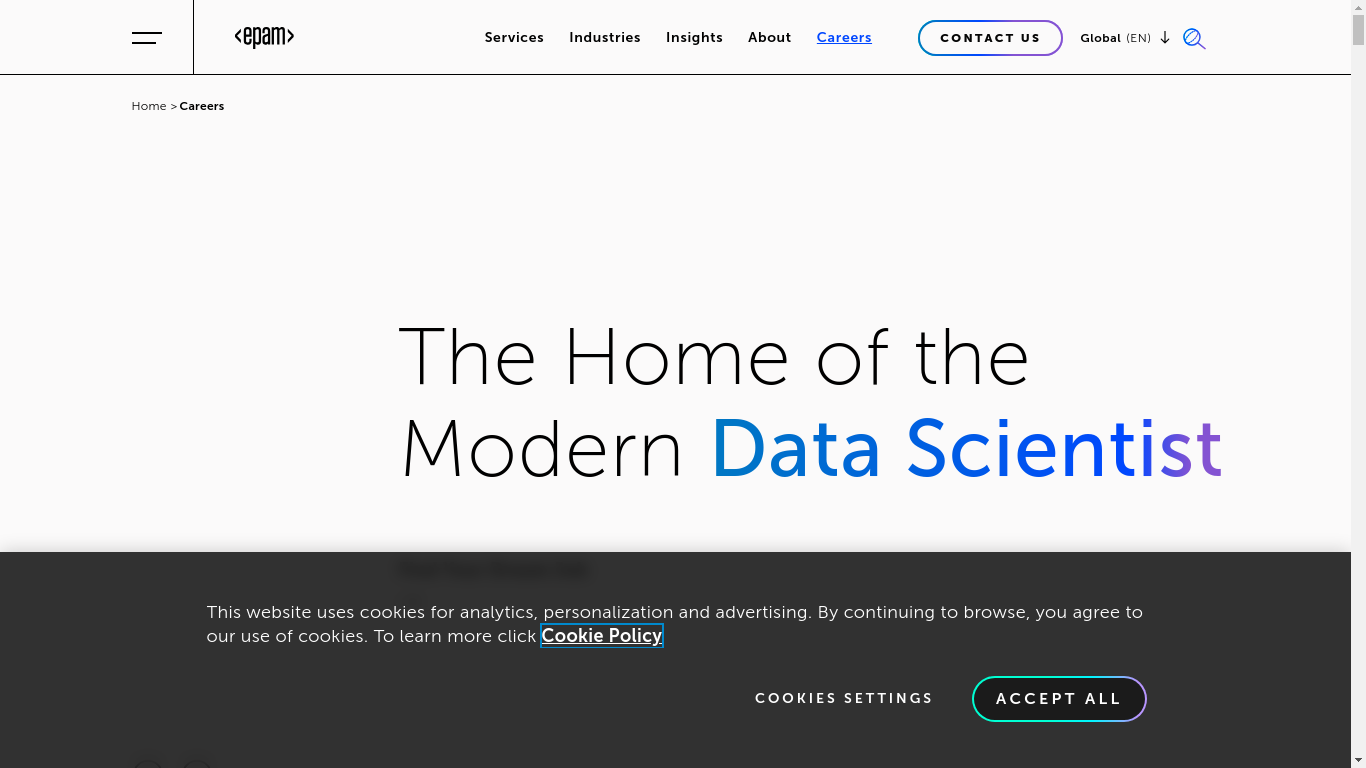 <epam>
Services Industries Insights About Careers
CONTACT US
Global (EN)
Home > Careers
The Home of the
Modern Data Scientist
This website uses cookies for analytics, personalization and advertising. By continuing to browse, you agree to
our use of cookies. To learn more click Cookie Policy
COOKIES SETTINGS
ACCEPT ALL